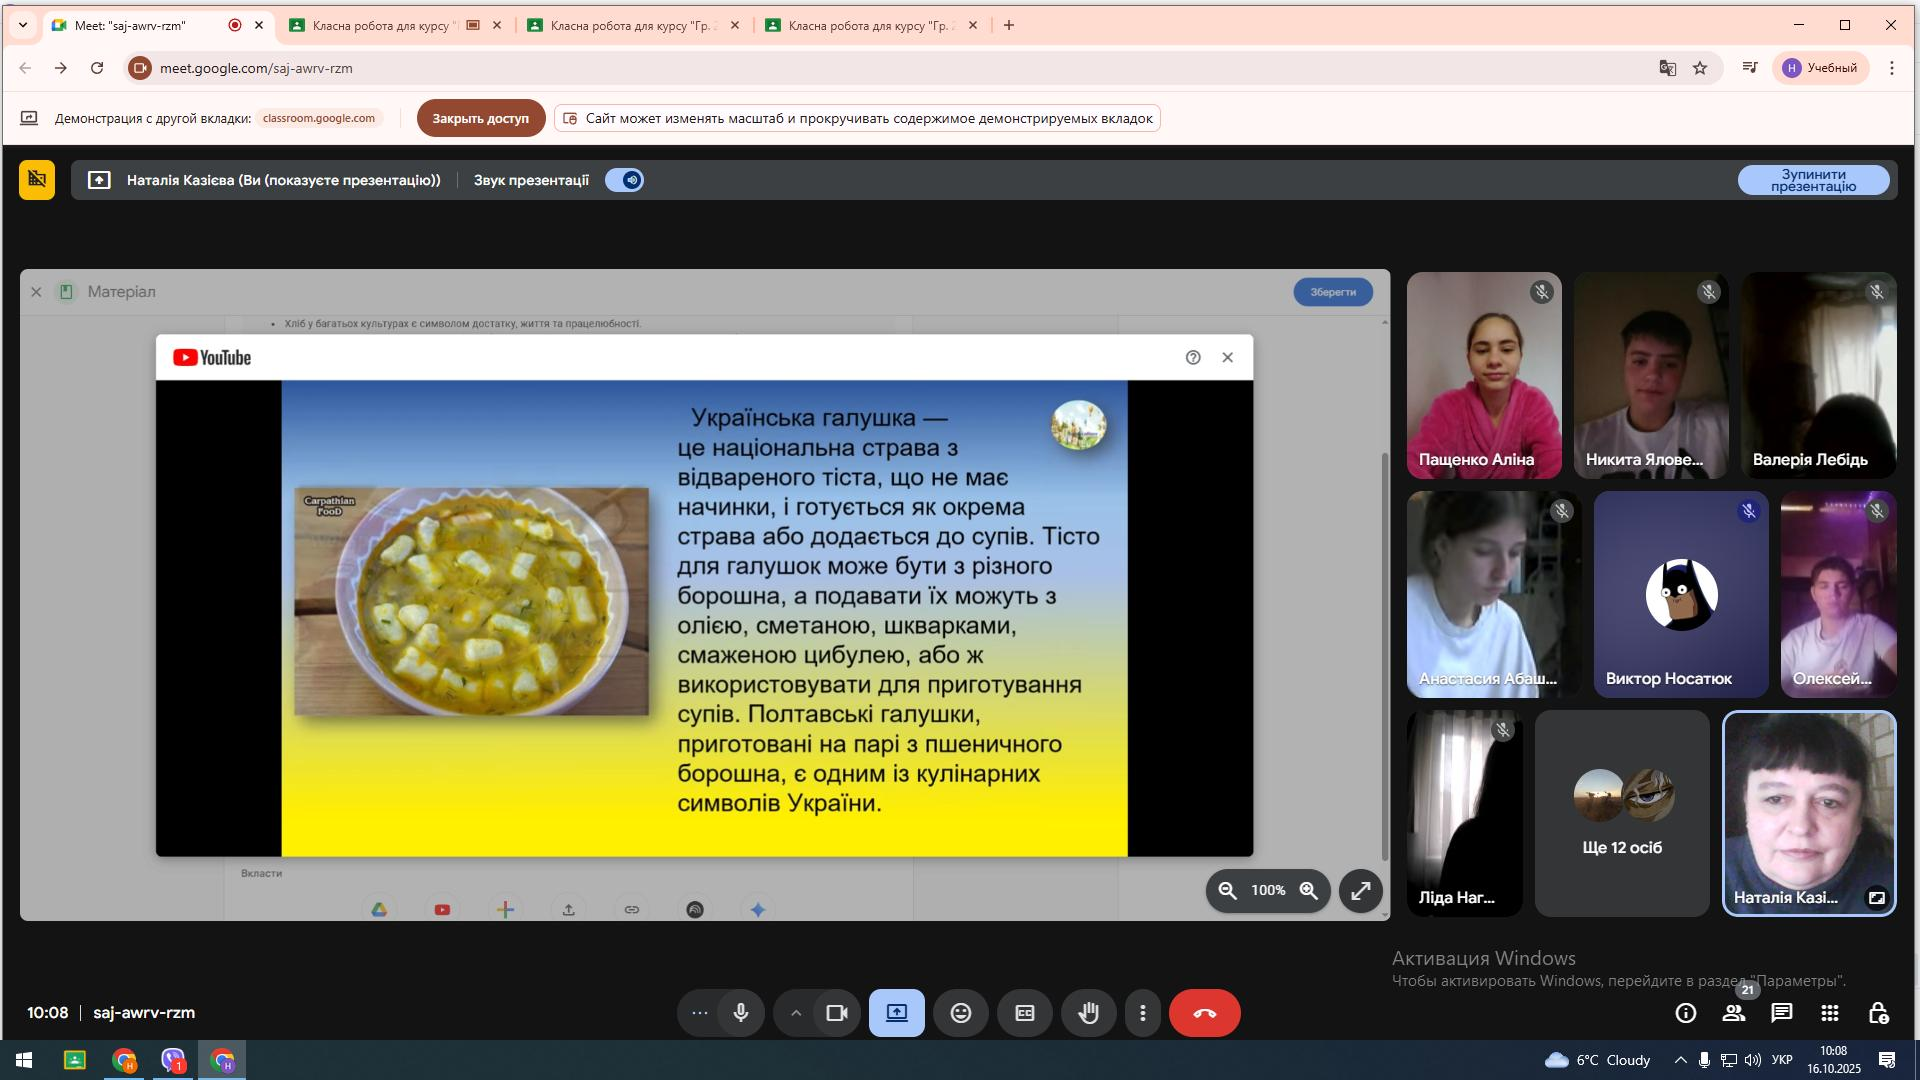 Meet: "saj-awrv-rzm"
Класна робота для курсу "
Класна робота для курсу "Гр. 2
Класна робота для курсу "Гр. 2
meet.google.com/saj-awrv-rzm
Н
Учебный
Демонстрация с другой вкладки:
classroom.google.com
Закрыть доступ
Сайт может изменять масштаб и прокручивать содержимое демонстрируемых вкладок
Наталія Казієва (Ви (показуєте презентацію))
Звук презентації
Зупинити
презентацію
Матеріал
Зберегти
Хліб у багатьох культурах є символом достатку, життя та працелюбності.
YouTube
Carpathian
FooD
Українська галушка —
це національна страва з
відвареного тіста, що не має
начинки, і готується як окрема
страва або додається до супів. Тісто
для галушок може бути з різного
борошна, а подавати їх можуть з
олією, сметаною, шкварками,
смаженою цибулею, або ж
використовувати для приготування
супів. Полтавські галушки,
приготовані на парі з пшеничного
борошна, є одним із кулінарних
символів України.
Вкласти
100%
Пащенко Аліна
Никита Ялове...
Валерія Лебідь
Анастасия Абаш...
Виктор Носатюк
Олексей...
Ліда Наг...
Ще 12 осіб
Наталія Казі...
Активация Windows
Чтобы активировать Windows, перейдите в раздел "Параметры".
10:08
saj-awrv-rzm
CC
21
1
6°C Cloudy
УКР
10:08
16.10.2025